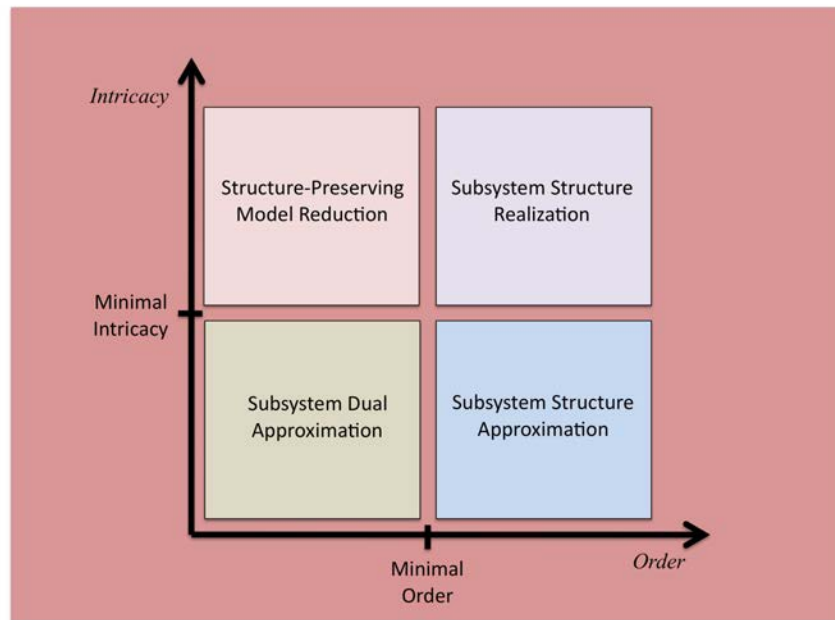 Intricacy
Structure-Preserving
Model Reduction
Subsystem Structure
Realization
Minimal
Intricacy
Subsystem Dual
Approximation
Subsystem Structure
Approximation
Minimal
Order
Order